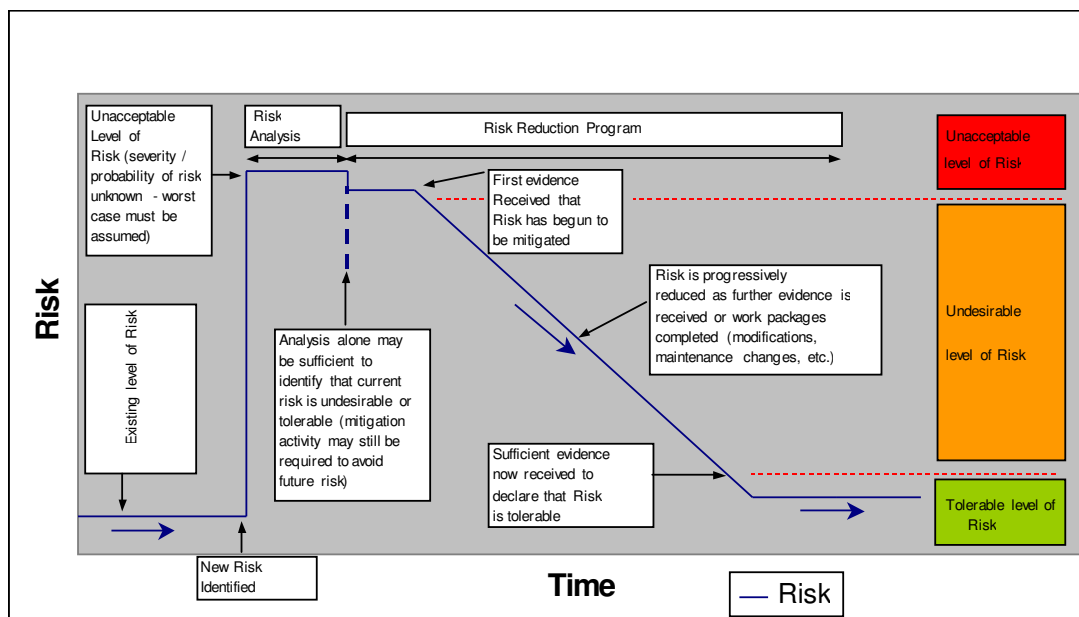 Unacceptable
Level of
Risk (severity /
probability of risk
unknown - worst
case must be
assumed)
Risk
Analysis
Risk Reduction Program
Unacceptable
level of Risk
First evidence
Received that
Risk has begun to
be mitigated
Risk is progressively
reduced as further evidence is
received or work packages
completed (modifications,
maintenance changes, etc.)
Undesirable
level of Risk
Risk
Existing level of Risk
Analysis alone may
be sufficient to
identify that current
risk is undesirable or
tolerable (mitigation
activity may still be
required to avoid
future risk)
Sufficient evidence
now received to
declare that Risk
is tolerable
Tolerable level of
Risk
New Risk
Identified
Time
Risk